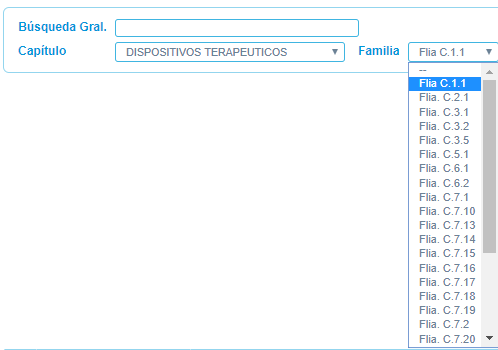 Búsqueda Gral.
Capítulo DISPOSITIVOS TERAPEUTICOS Familia Flia C.1.1
--
Flia C.1.1
Flia. C.2.1
Flia. C.3.1
Flia. C.3.2
Flia. C.3.5
Flia. C.5.1
Flia. C.6.1
Flia. C.6.2
Flia. C.7.1
Flia. C.7.10
Flia. C.7.13
Flia. C.7.14
Flia. C.7.15
Flia. C.7.16
Flia. C.7.17
Flia. C.7.18
Flia. C.7.19
Flia. C.7.2
Flia. C.7.20